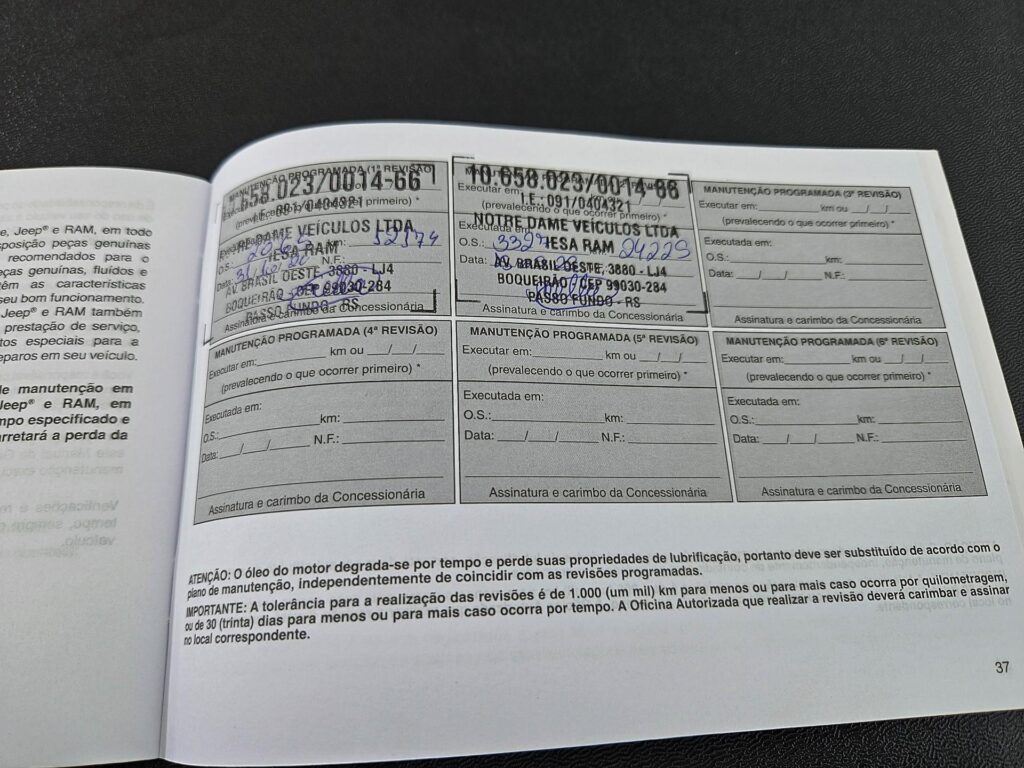 e, Jeep® e RAM, em todo
sposição peças genuínas
recomendados para o
eças genuínas, fluidos e
têm as características
seu bom funcionamento.
Jeep® e RAM também
prestação de serviço,
tos especiais para a
eparos em seu veículo.
de manutenção em
Jeep® e RAM, em
mpo especificado e
rretará a perda da
MANUTENÇÃO PROGRAMADA (1ª REVISÃO)
.658.023/0014-66
I.E.: 091/0404321
(prevalecendo o que ocorrer primeiro) *
RE DAME VEÍCULOS LTDA
IESA RAM
O.S.: km:
Data: N.F.:
AV. BRASIL OESTE, 3880 - LJ4
BOQUEIRÃO - CEP 99030-284
PASSO FUNDO - RS
Assinatura e carimbo da Concessionária
10.658.023/0014-66
Executar em:
I.E.: 091/0404321
NOTRE DAME VEÍCULOS LTDA
Executada em:
O.S.: IESA RAM 24229
AV. BRASIL OESTE, 3880 - LJ4
BOQUEIRÃO - CEP 99030-284
PASSO FUNDO - RS
Assinatura e carimbo da Concessionária
MANUTENÇÃO PROGRAMADA (3ª REVISÃO)
Executar em: km ou / /
(prevalecendo o que ocorrer primeiro) *
Executada em:
O.S.: km:
Data: / / N.F.:
Assinatura e carimbo da Concessionária
MANUTENÇÃO PROGRAMADA (4ª REVISÃO)
Executar em: km ou / /
(prevalecendo o que ocorrer primeiro) *
Executada em:
O.S.: km:
Data: / / N.F.:
Assinatura e carimbo da Concessionária
MANUTENÇÃO PROGRAMADA (5ª REVISÃO)
Executar em: km ou / /
(prevalecendo o que ocorrer primeiro) *
Executada em:
O.S.: km:
Data: / / N.F.:
Assinatura e carimbo da Concessionária
MANUTENÇÃO PROGRAMADA (6ª REVISÃO)
Executar em: km ou / /
(prevalecendo o que ocorrer primeiro) *
Executada em:
O.S.: km:
Data: / / N.F.:
Assinatura e carimbo da Concessionária
ATENÇÃO: O óleo do motor degrada-se por tempo e perde suas propriedades de lubrificação, portanto deve ser substituído de acordo com o
plano de manutenção, independentemente de coincidir com as revisões programadas.
IMPORTANTE: A tolerância para a realização das revisões é de 1.000 (um mil) km para menos ou para mais caso ocorra por quilometragem,
ou de 30 (trinta) dias para menos ou para mais caso ocorra por tempo. A Oficina Autorizada que realizar a revisão deverá carimbar e assinar
no local correspondente.
37